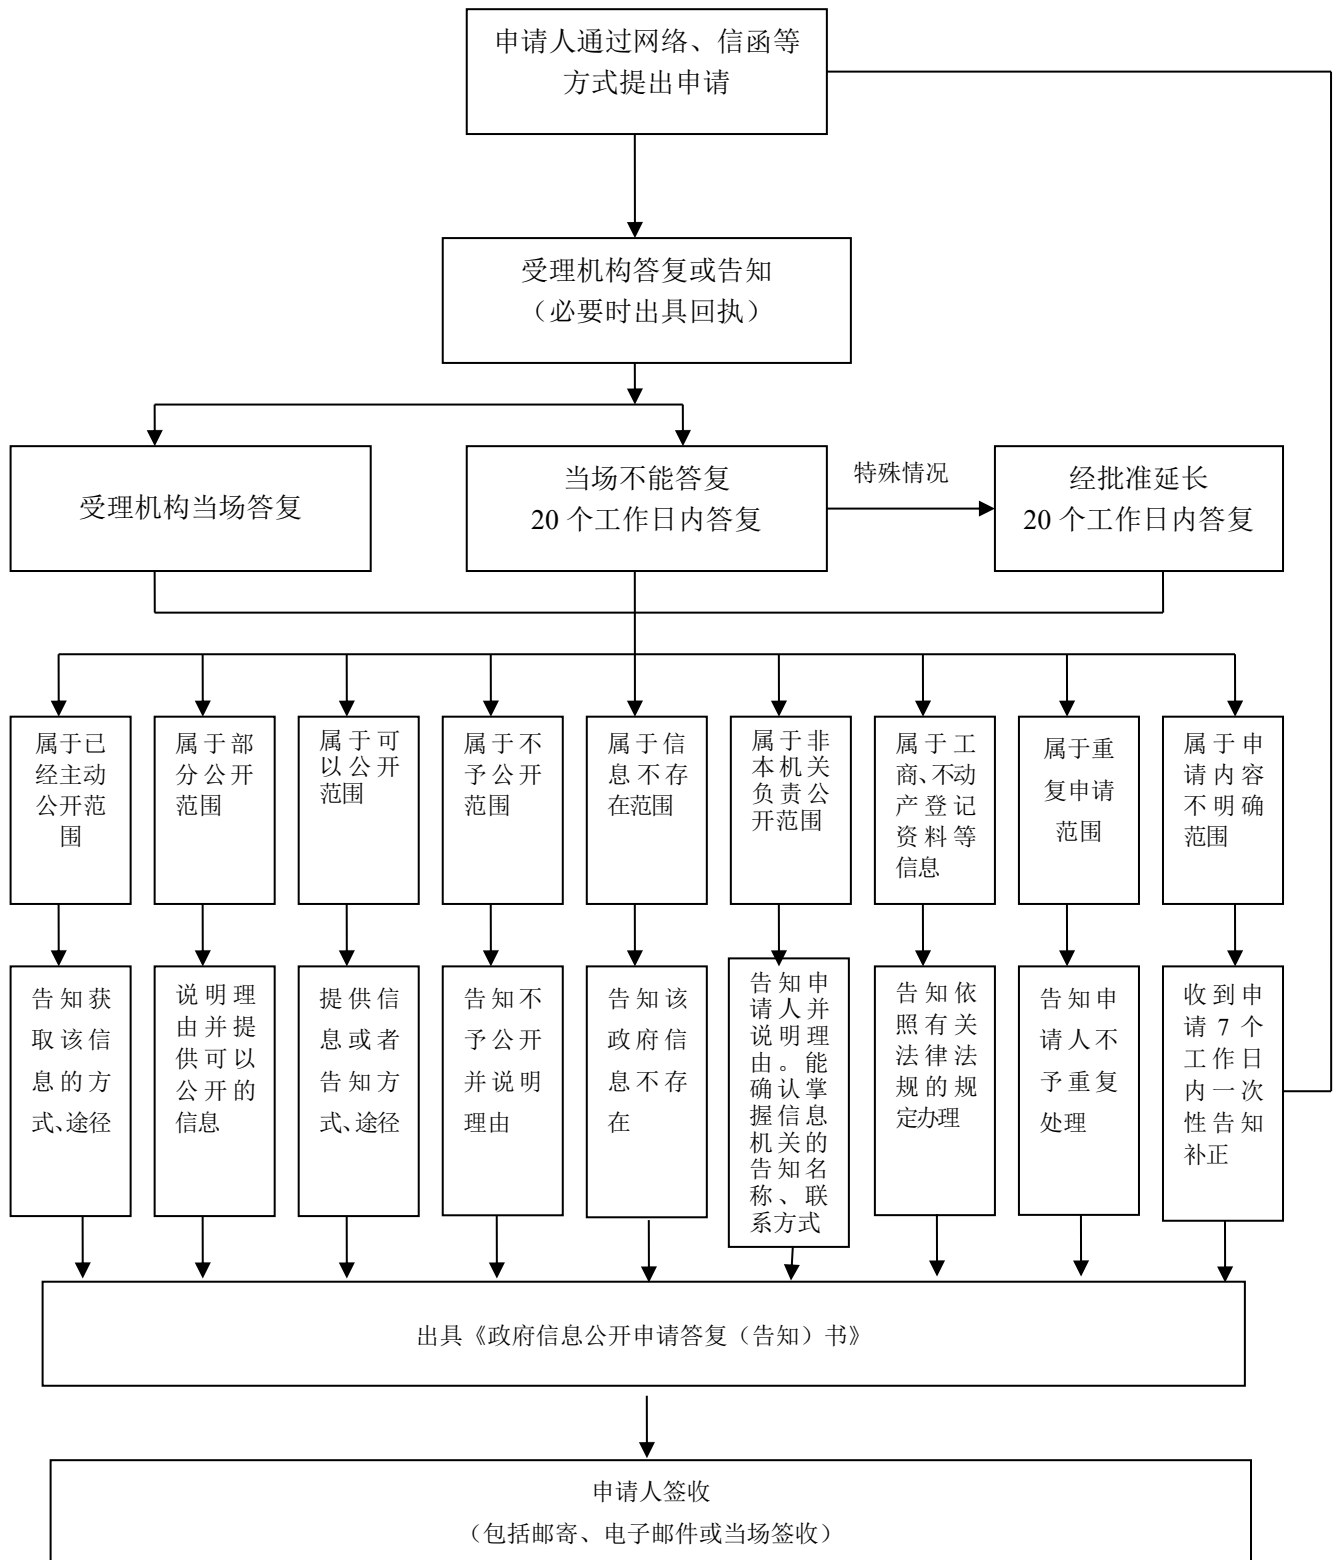 申请人通过网络、信函等
方式提出申请
受理机构答复或告知
（必要时出具回执）
受理机构当场答复
当场不能答复
20 个工作日内答复
特殊情况
经批准延长
20 个工作日内答复
属于已
经主动
公开范
围
属于部
分公开
范围
属于可
以公开
范围
属于不
予公开
范围
属于信
息不存
在范围
属于非
本机关
负责公
开范围
属于工
商、不动
产登记
资料等
信息
属于重
复申请
范围
属于申
请内容
不明确
范围
告知获
取该信
息的方
式、途径
说明理
由并提
供可以
公开的
信息
提供信
息或者
告知方
式、途径
告知不
予公开
并说明
理由
告知该
政府信
息不存
在
告知申
请人并
说明理
由。能
确认掌
握信息
机关的
告知名
称、联
系方式
告知依
照有关
法律法
规的规
定办理
告知申
请人不
予重复
处理
收到申
请 7 个
工作日
内一次
性告知
补正
出具《政府信息公开申请答复（告知）书》
申请人签收
（包括邮寄、电子邮件或当场签收）